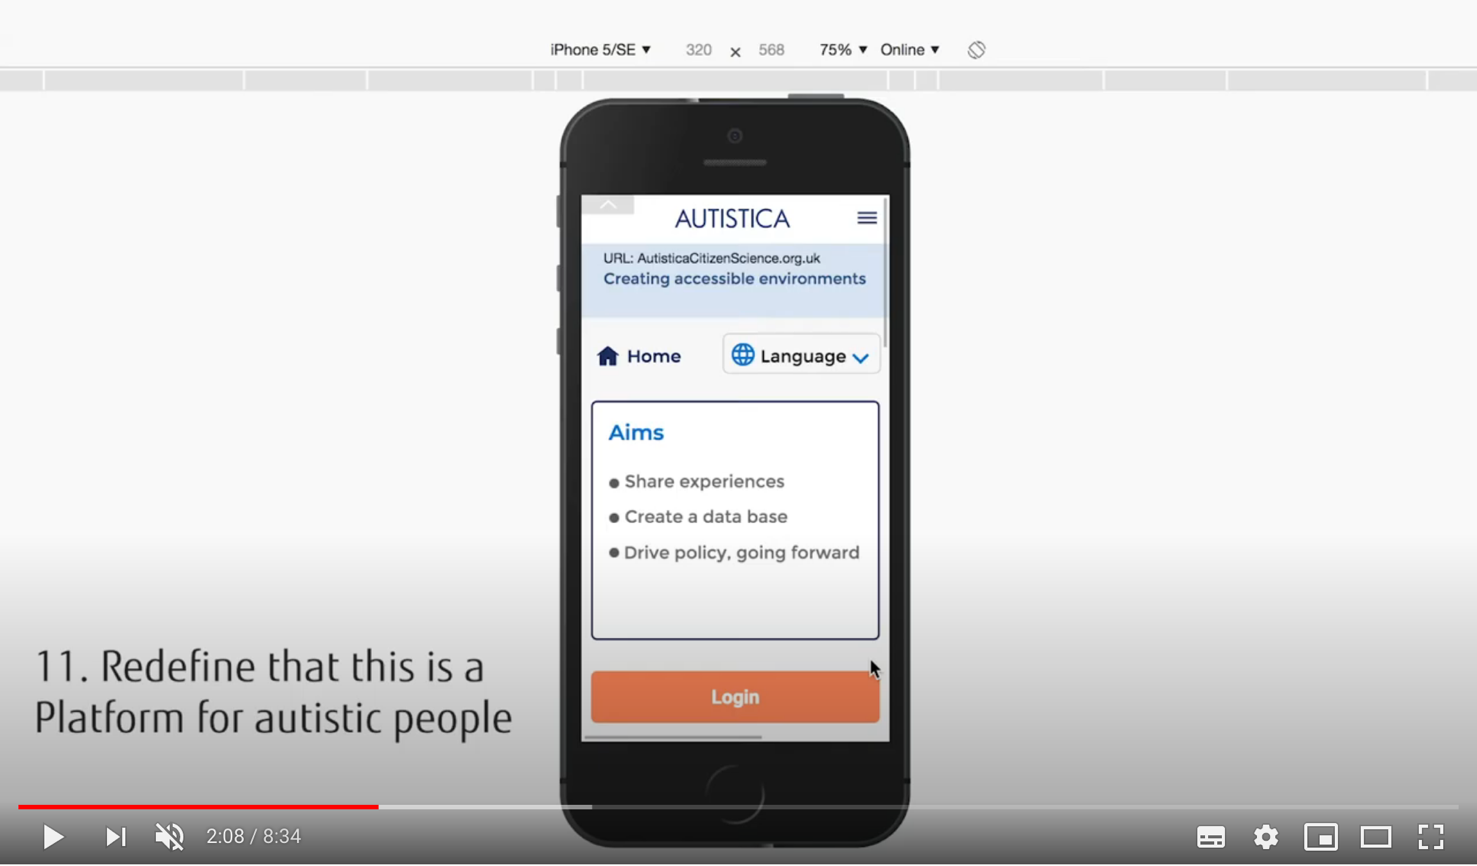 iPhone 5/SE ▼ 320 x 568 75% ▼ Online ▼
AUTISTICA
URL: AutisticaCitizenScience.org.uk
Creating accessible environments
Home
Language
Aims
● Share experiences
● Create a data base
● Drive policy, going forward
Login
11. Redefine that this is a
Platform for autistic people
2:08 / 8:34